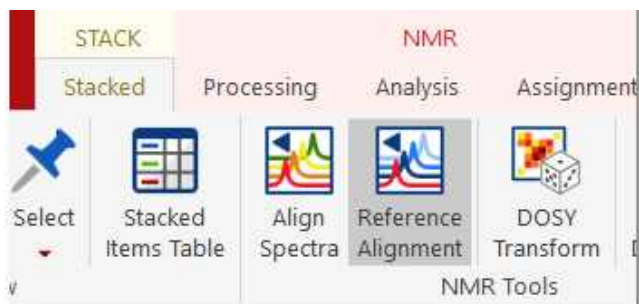 STACK NMR
Stacked Processing Analysis Assignment
Select Stacked Items Table Align Spectra Reference Alignment DOSY Transform
NMR Tools